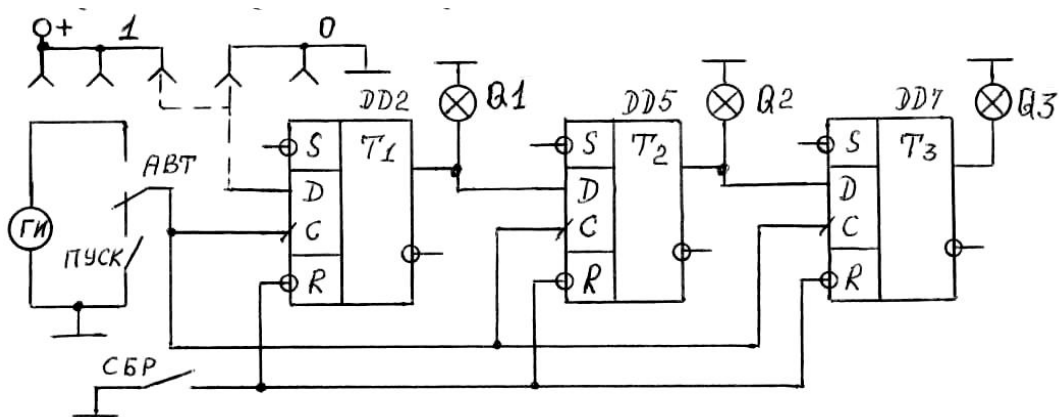 + 1 0
DD2 Q1 DD5 Q2 DD7 Q3
S T1 S T2 S T3
АВТ D D D
ГИ C C C
ПУСК R R R
СБР